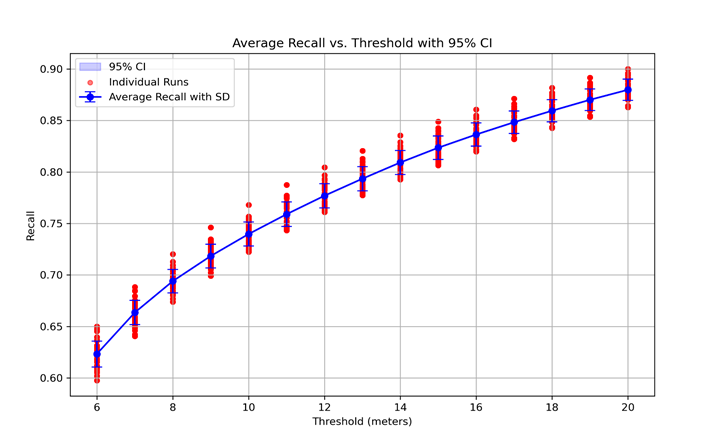 Average Recall vs. Threshold with 95% CI
95% CI
Individual Runs
Average Recall with SD
Recall
0.90
0.85
0.80
0.75
0.70
0.65
0.60
6 8 10 12 14 16 18 20
Threshold (meters)